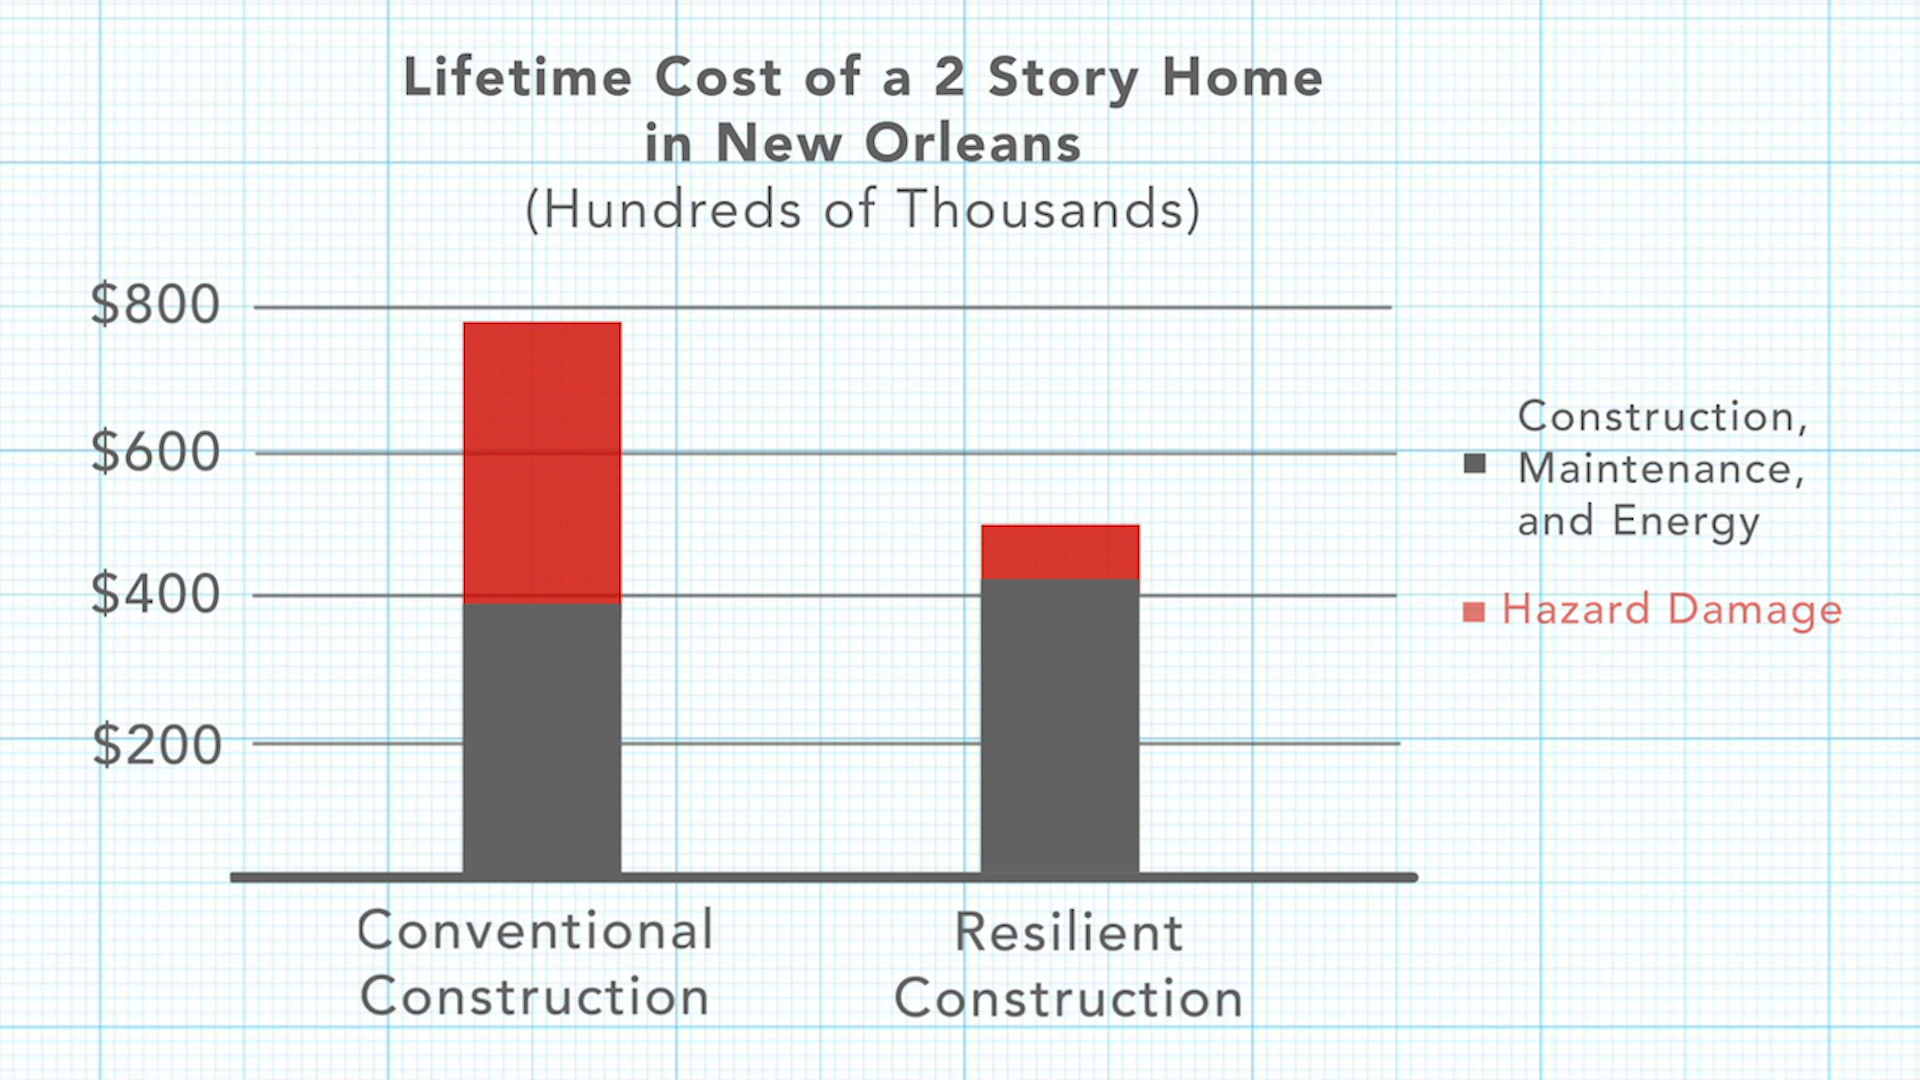 Lifetime Cost of a 2 Story Home
in New Orleans
(Hundreds of Thousands)
$800
$600
$400
$200
Construction,
Maintenance,
and Energy
Hazard Damage
Conventional
Construction
Resilient
Construction